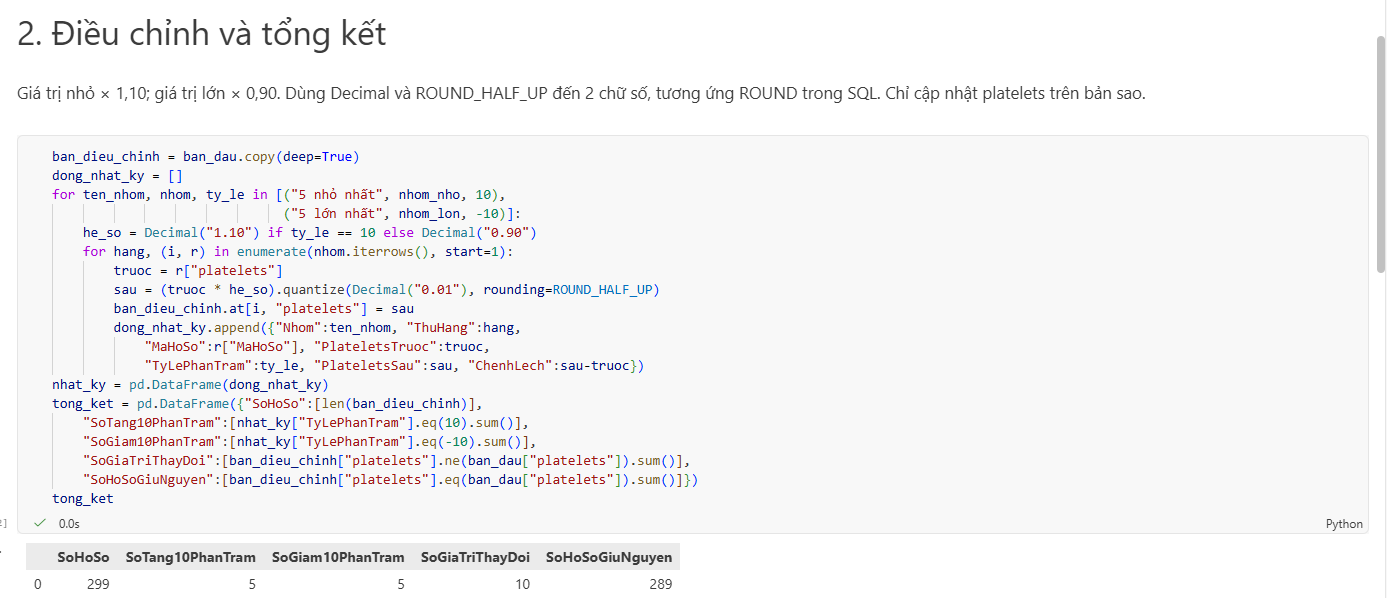 2. Điều chỉnh và tổng kết
Giá trị nhỏ × 1,10; giá trị lớn × 0,90. Dùng Decimal và ROUND_HALF_UP đến 2 chữ số, tương ứng ROUND trong SQL. Chỉ cập nhật platelets trên bản sao.
ban_dieu_chinh = ban_dau.copy(deep=True)
dong_nhat_ky = []
for ten_nhom, nhom, ty_le in [("5 nhỏ nhất", nhom_nho, 10),
("5 lớn nhất", nhom_lon, -10)]:
he_so = Decimal("1.10") if ty_le == 10 else Decimal("0.90")
for hang, (i, r) in enumerate(nhom.iterrows(), start=1):
truoc = r["platelets"]
sau = (truoc * he_so).quantize(Decimal("0.01"), rounding=ROUND_HALF_UP)
ban_dieu_chinh.at[i, "platelets"] = sau
dong_nhat_ky.append({"Nhom":ten_nhom, "ThuHang":hang,
"MaHoSo":r["MaHoSo"], "PlateletsTruoc":truoc,
"TyLePhanTram":ty_le, "PlateletsSau":sau, "ChenhLech":sau-truoc})
nhat_ky = pd.DataFrame(dong_nhat_ky)
tong_ket = pd.DataFrame({"SoHoSo":[len(ban_dieu_chinh)],
"SoTang10PhanTram":[nhat_ky["TyLePhanTram"].eq(10).sum()],
"SoGiam10PhanTram":[nhat_ky["TyLePhanTram"].eq(-10).sum()],
"SoGiaTriThayDoi":[ban_dieu_chinh["platelets"].ne(ban_dau["platelets"]).sum()],
"SoHoSoGiuNguyen":[ban_dieu_chinh["platelets"].eq(ban_dau["platelets"]).sum()]})
tong_ket
0.0s Python
SoHoSo SoTang10PhanTram SoGiam10PhanTram SoGiaTriThayDoi SoHoSoGiuNguyen
0 299 5 5 10 289